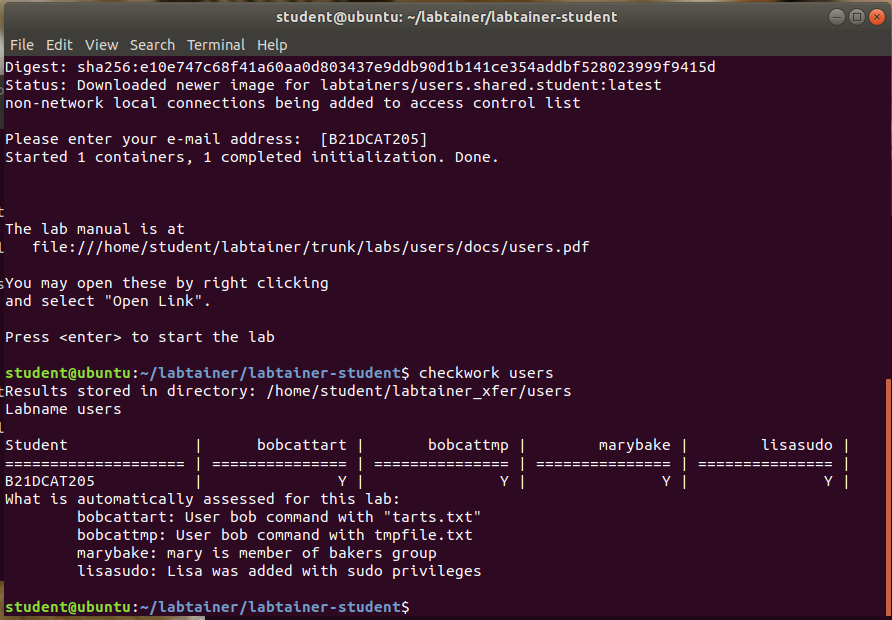 student@ubuntu: ~/labtainer/labtainer-student
File Edit View Search Terminal Help
Digest: sha256:e10e747c68f41a60aa0d803437e9ddb90d1b141ce354addbf528023999f9415d
Status: Downloaded newer image for labtainers/users.shared.student:latest
non-network local connections being added to access control list
Please enter your e-mail address:  [B21DCAT205]
Started 1 containers, 1 completed initialization. Done.
The lab manual is at
   file:///home/student/labtainer/trunk/labs/users/docs/users.pdf
You may open these by right clicking
and select "Open Link".
Press <enter> to start the lab
student@ubuntu:~/labtainer/labtainer-student$ checkwork users
Results stored in directory: /home/student/labtainer_xfer/users
Labname users
Student              |      bobcattart |       bobcattmp |        marybake |        lisasudo |
==================== | =============== | =============== | =============== | =============== |
B21DCAT205           |               Y |               Y |               Y |               Y |
What is automatically assessed for this lab:
        bobcattart: User bob command with "tarts.txt"
        bobcattmp: User bob command with tmpfile.txt
        marybake: mary is member of bakers group
        lisasudo: Lisa was added with sudo privileges
student@ubuntu:~/labtainer/labtainer-student$